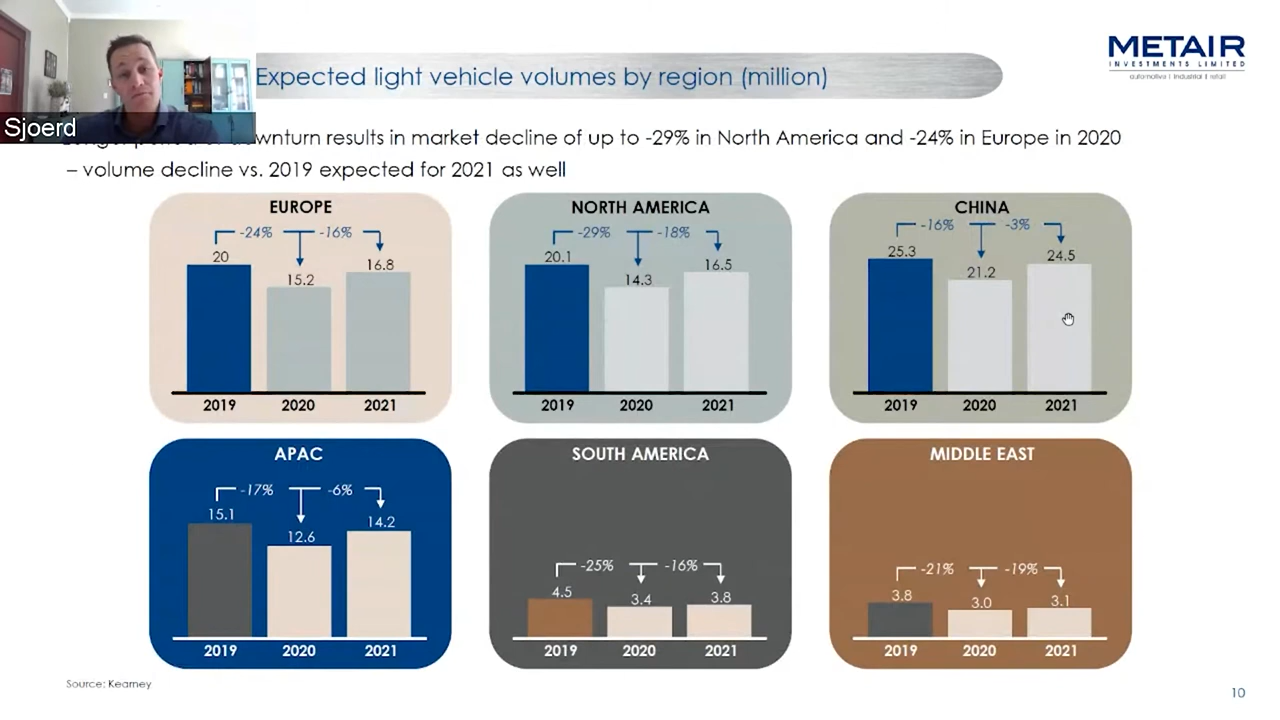 METAIR
INVESTMENTS LIMITED
automotive | industrial | retail
Expected light vehicle volumes by region (million)
Sjoerd
downturn results in market decline of up to -29% in North America and -24% in Europe in 2020
– volume decline vs. 2019 expected for 2021 as well
EUROPE
-24% -16%
20 15.2 16.8
2019 2020 2021
NORTH AMERICA
-29% -18%
20.1 14.3 16.5
2019 2020 2021
CHINA
-16% -3%
25.3 21.2 24.5
2019 2020 2021
APAC
-17% -6%
15.1 12.6 14.2
2019 2020 2021
SOUTH AMERICA
-25% -16%
4.5 3.4 3.8
2019 2020 2021
MIDDLE EAST
-21% -19%
3.8 3.0 3.1
2019 2020 2021
Source: Kearney
10